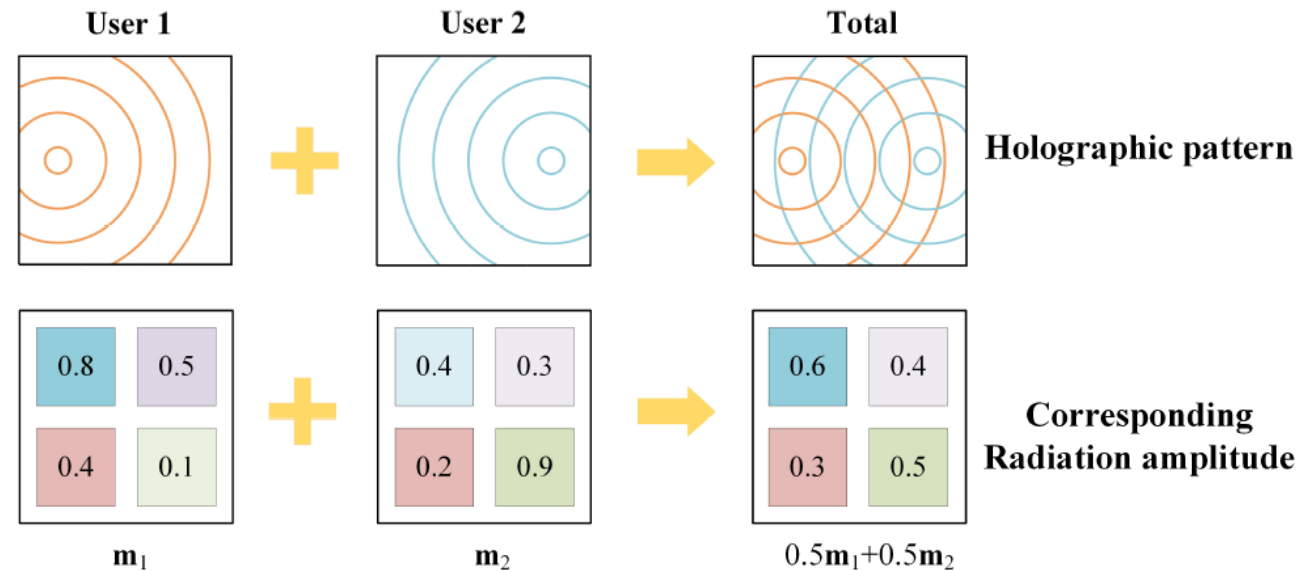 User 1
User 2
Total
Holographic pattern
0.8 0.5
0.4 0.1
0.4 0.3
0.2 0.9
0.6 0.4
0.3 0.5
Corresponding
Radiation amplitude
m₁
m₂
0.5m₁+0.5m₂